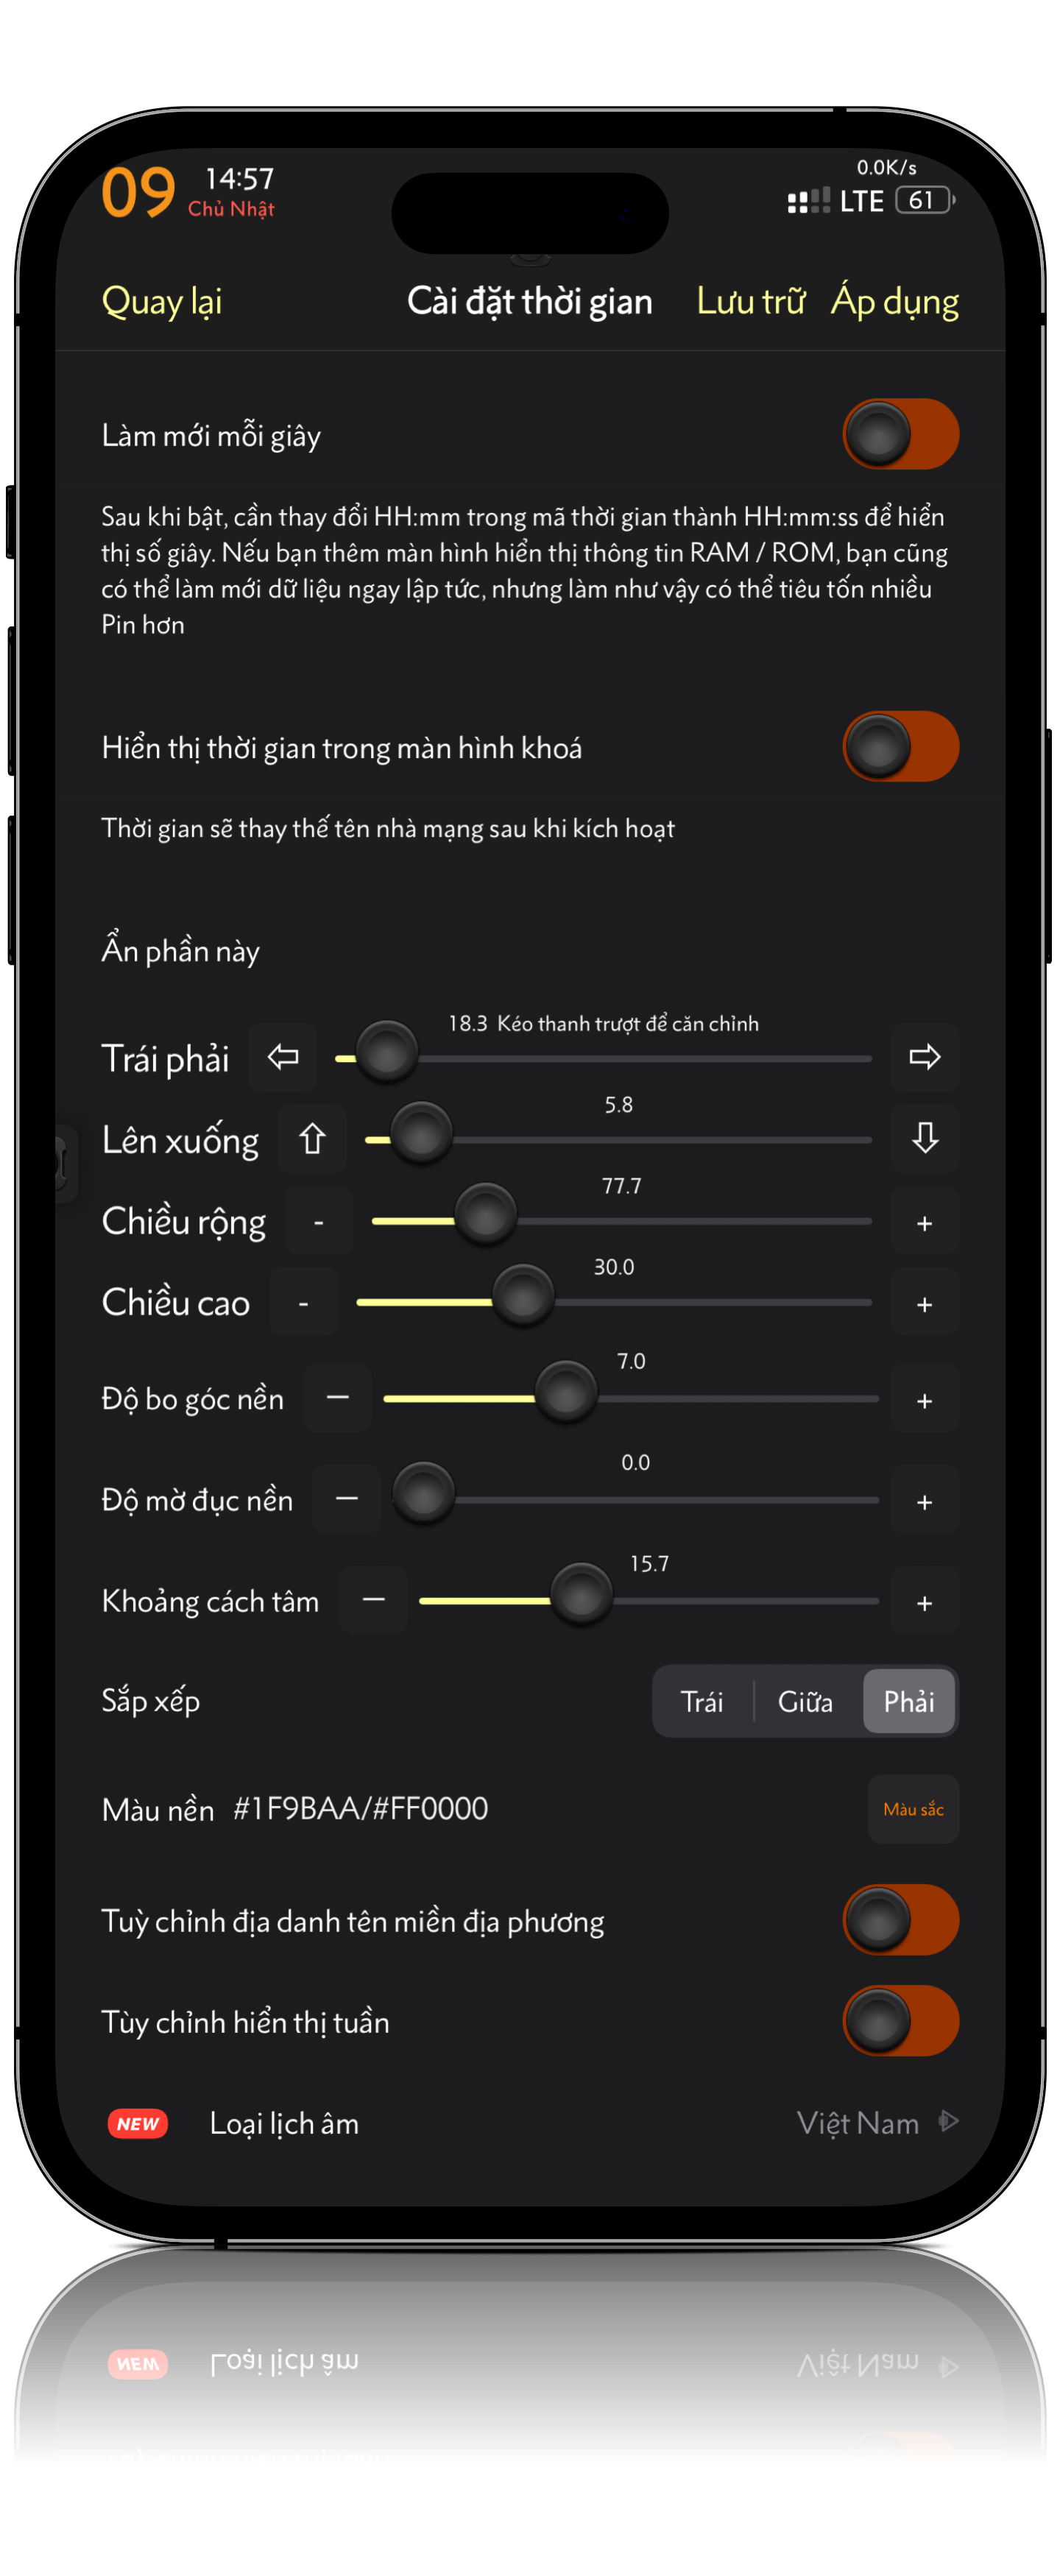 09 14:57
Chủ Nhật
0.0K/s
LTE 61
Quay lại Cài đặt thời gian Lưu trữ Áp dụng
Làm mới mỗi giây
Sau khi bật, cần thay đổi HH:mm trong mã thời gian thành HH:mm:ss để hiển
thị số giây. Nếu bạn thêm màn hình hiển thị thông tin RAM / ROM, bạn cũng
có thể làm mới dữ liệu ngay lập tức, nhưng làm như vậy có thể tiêu tốn nhiều
Pin hơn
Hiển thị thời gian trong màn hình khoá
Thời gian sẽ thay thế tên nhà mạng sau khi kích hoạt
Ẩn phần này
18.3 Kéo thanh trượt để căn chỉnh
Trái phải
5.8
Lên xuống
77.7
Chiều rộng - +
30.0
Chiều cao - +
7.0
Độ bo góc nền — +
0.0
Độ mờ đục nền — +
15.7
Khoảng cách tâm — +
Sắp xếp Trái Giữa Phải
Màu nền #1F9BAA/#FF0000 Màu sắc
Tuỳ chỉnh địa danh tên miền địa phương
Tùy chỉnh hiển thị tuần
NEW Loại lịch âm Việt Nam